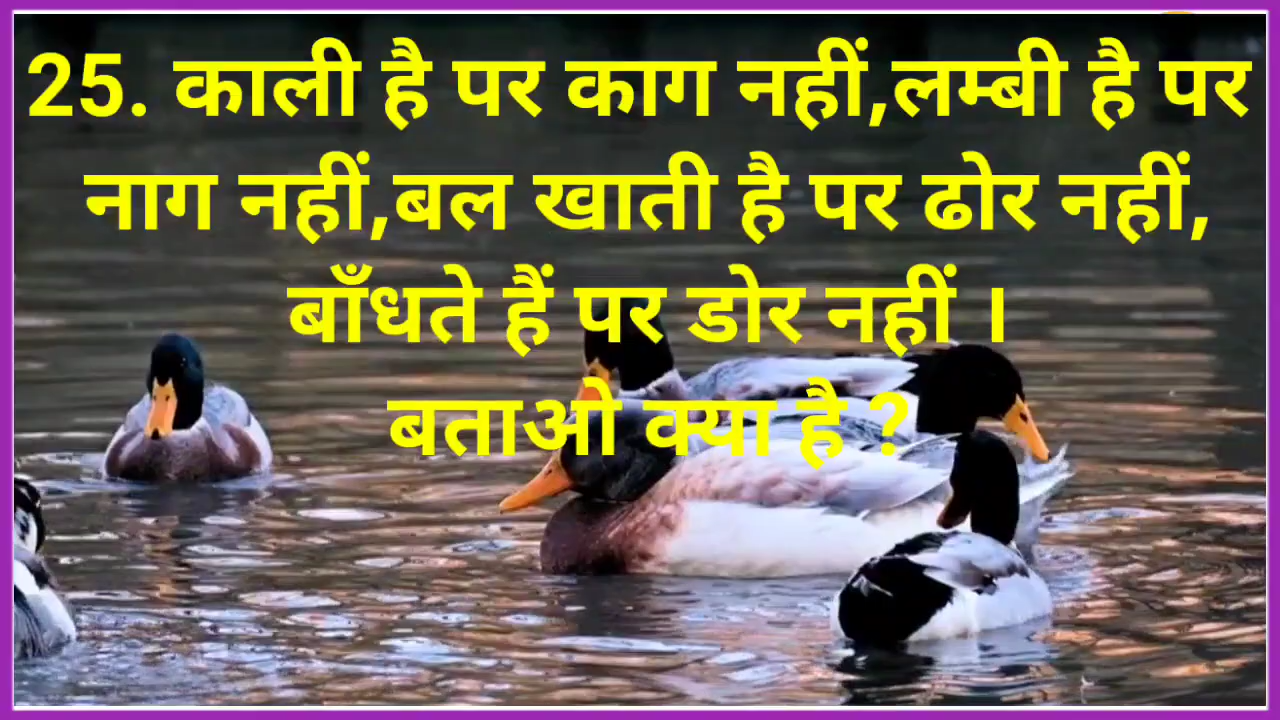 25. काली है पर काग नहीं,लम्बी है पर
नाग नहीं,बल खाती है पर ढोर नहीं,
बाँधते हैं पर डोर नहीं ।
बताओ क्या है ?